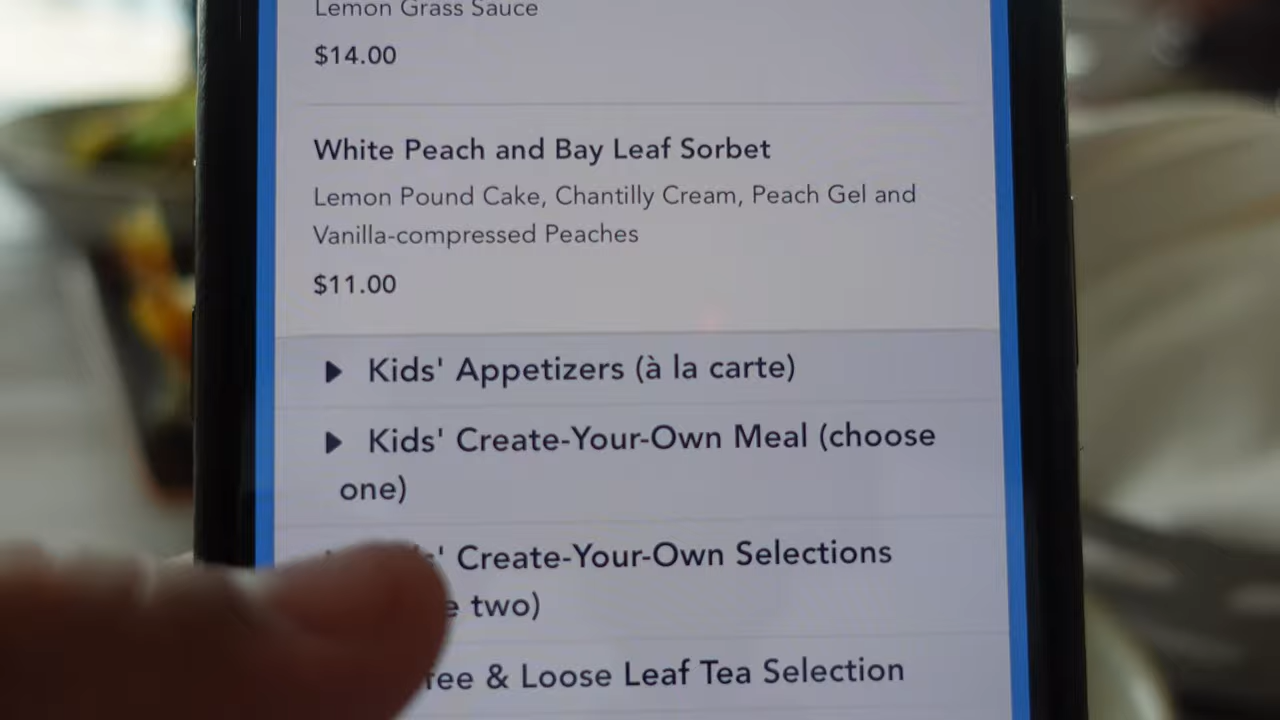 Lemon Grass Sauce
$14.00
White Peach and Bay Leaf Sorbet
Lemon Pound Cake, Chantilly Cream, Peach Gel and
Vanilla-compressed Peaches
$11.00
Kids' Appetizers (à la carte)
Kids' Create-Your-Own Meal (choose
one)
Create-Your-Own Selections
two)
& Loose Leaf Tea Selection